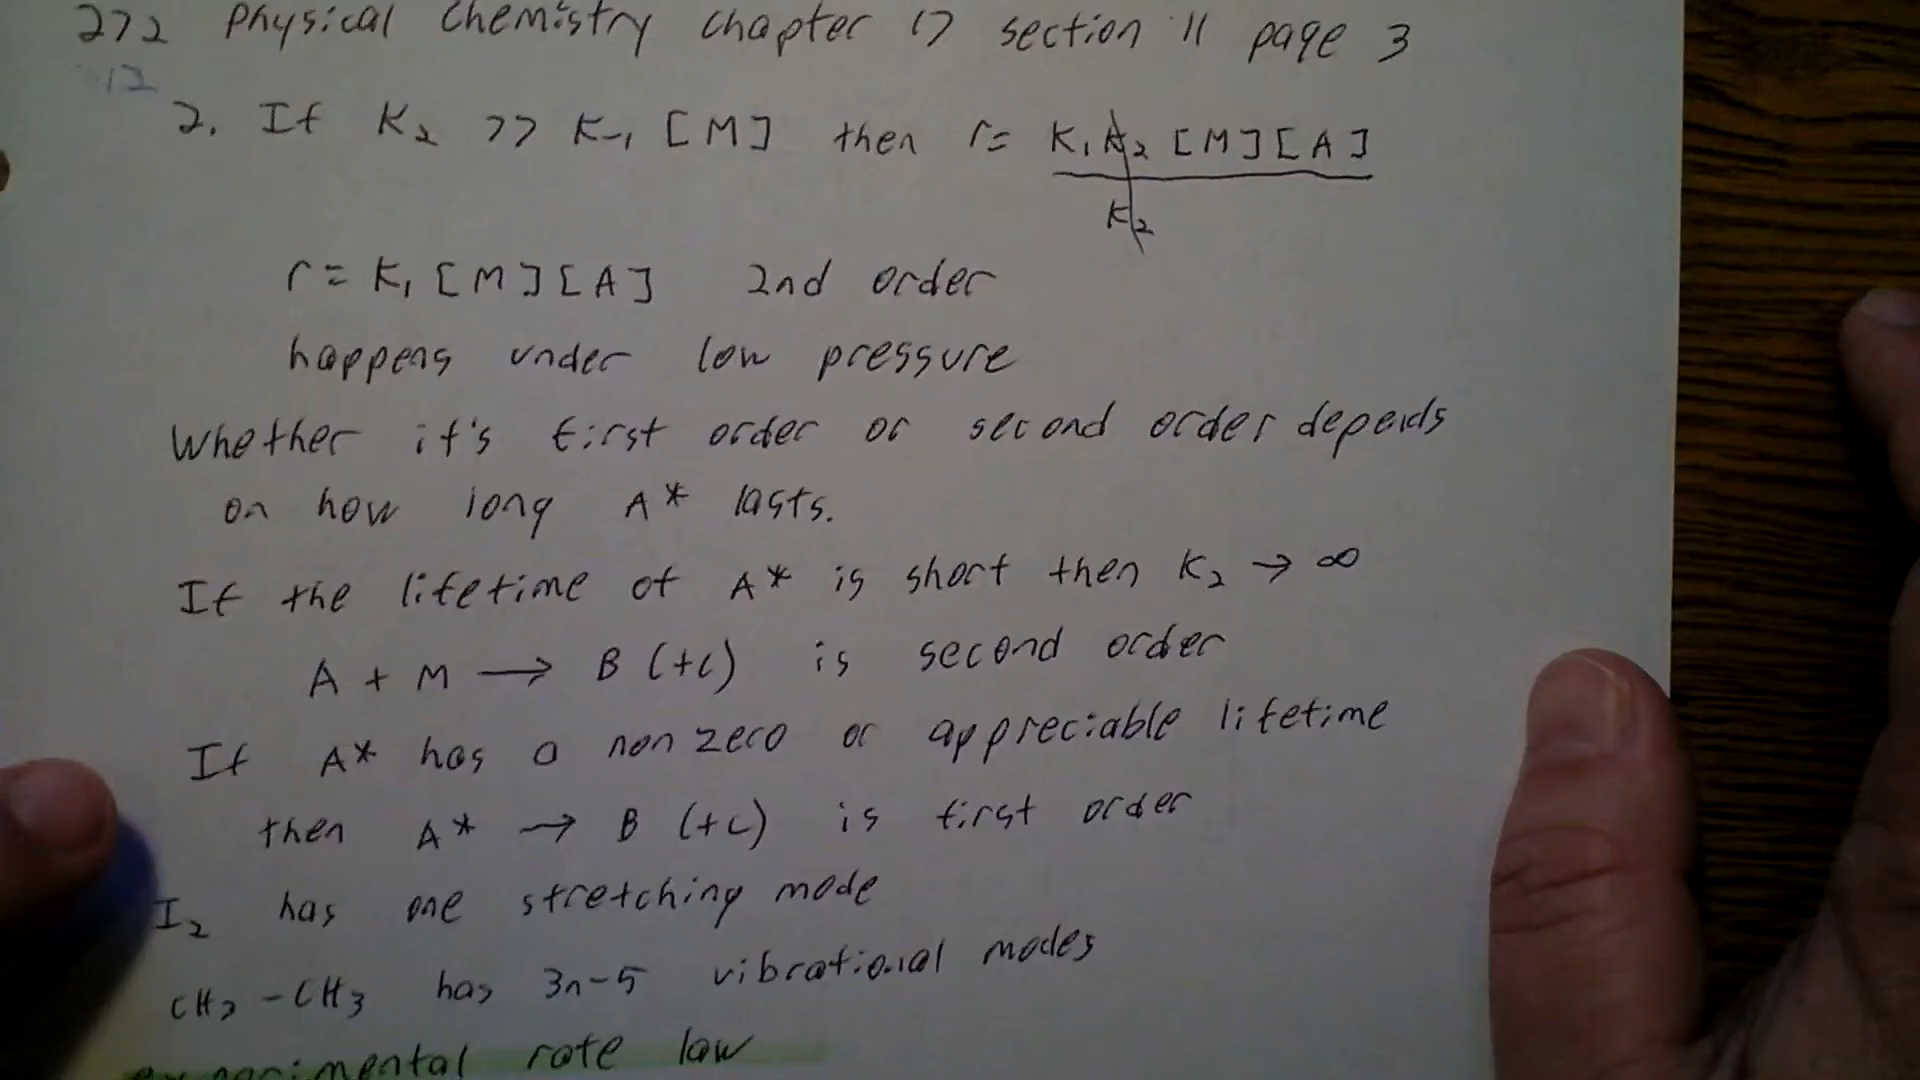 272 Physical Chemistry chapter 17 section 11 page 3
12
2. If K₂ >> K₋₁ [M] then r = K₁K₂ [M][A]
K₂
r = K₁ [M][A] 2nd order
happens under low pressure
Whether it's first order or second order depends
on how long A* lasts.
If the lifetime of A* is short then K₂ → ∞
A + M → B (+C) is second order
If A* has a nonzero or appreciable lifetime
then A* → B (+C) is first order
I₂ has one stretching mode
CH₃-CH₃ has 3n-5 vibrational modes
experimental rate law